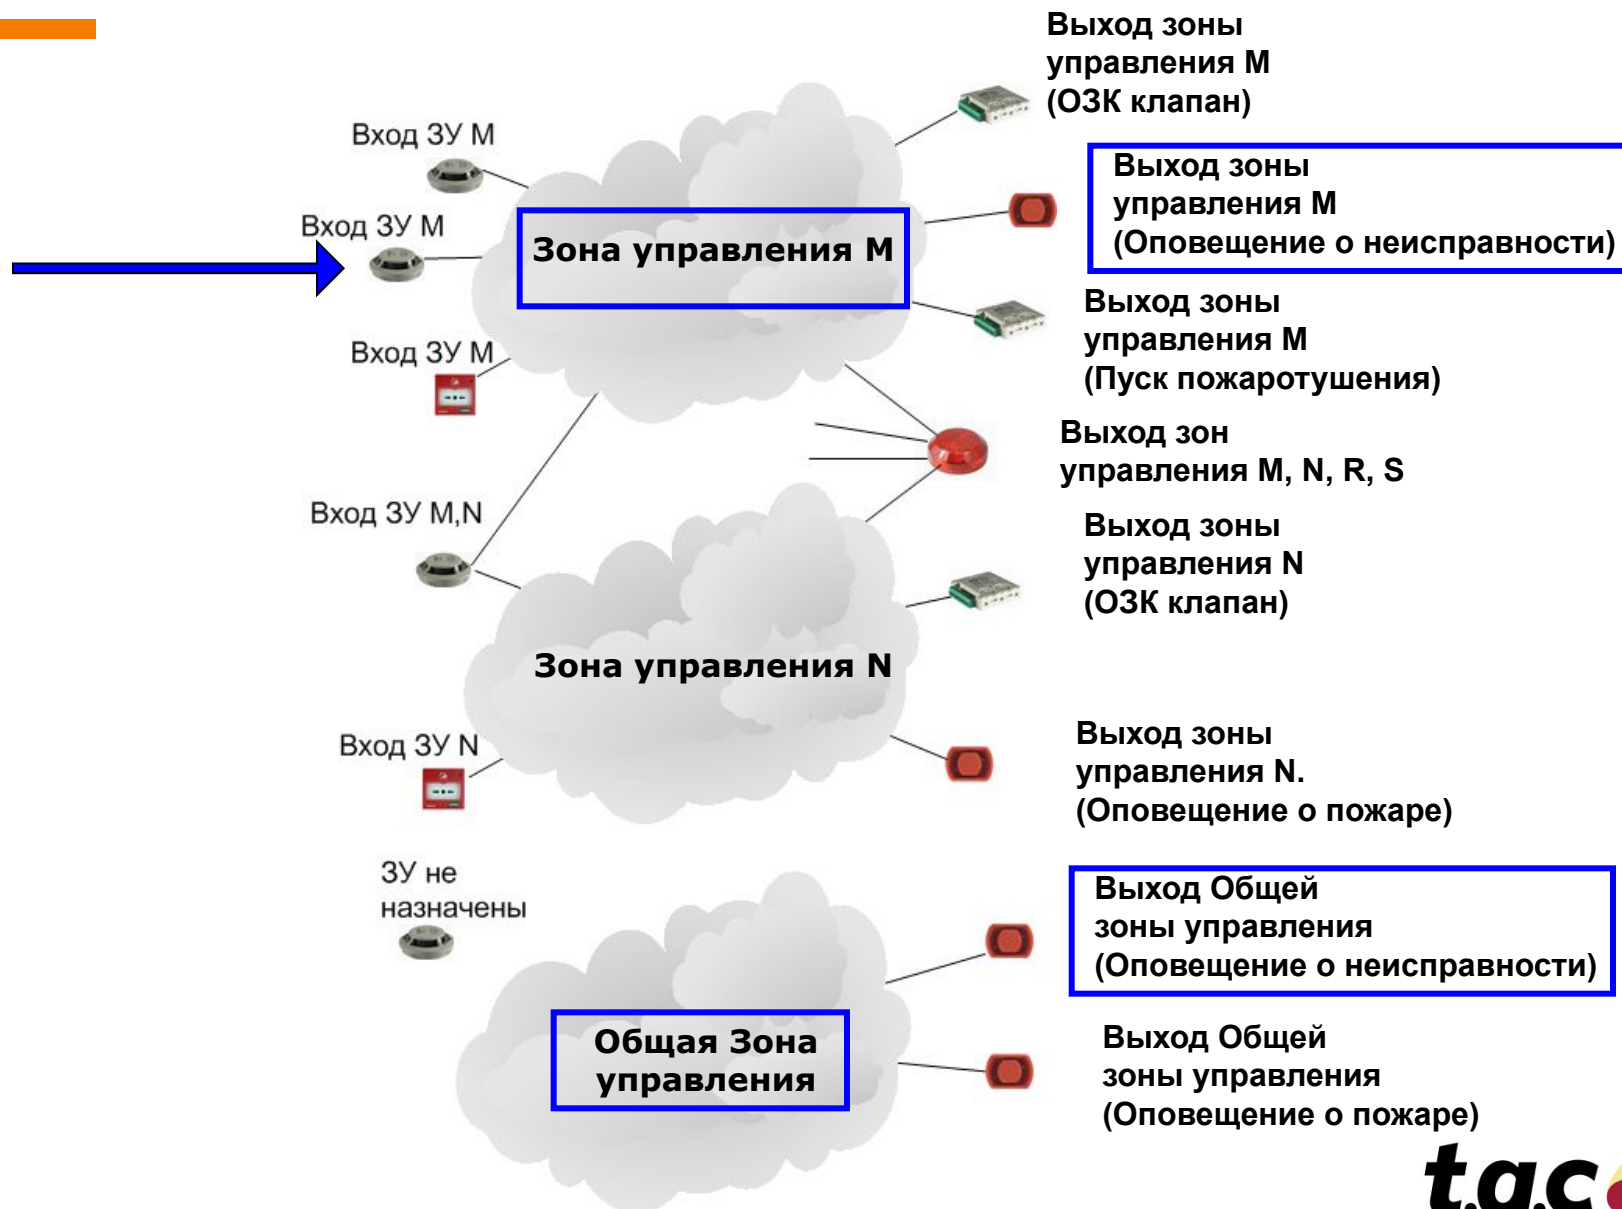 Выход зоны
управления M
(ОЗК клапан)
Вход ЗУ M
Выход зоны
управления M
(Оповещение о неисправности)
Вход ЗУ M
Зона управления M
Выход зоны
управления M
(Пуск пожаротушения)
Вход ЗУ M
Выход зон
управления M, N, R, S
Вход ЗУ M,N
Выход зоны
управления N
(ОЗК клапан)
Зона управления N
Вход ЗУ N
Выход зоны
управления N.
(Оповещение о пожаре)
ЗУ не
назначены
Выход Общей
зоны управления
(Оповещение о неисправности)
Общая Зона
управления
Выход Общей
зоны управления
(Оповещение о пожаре)
t.a.c